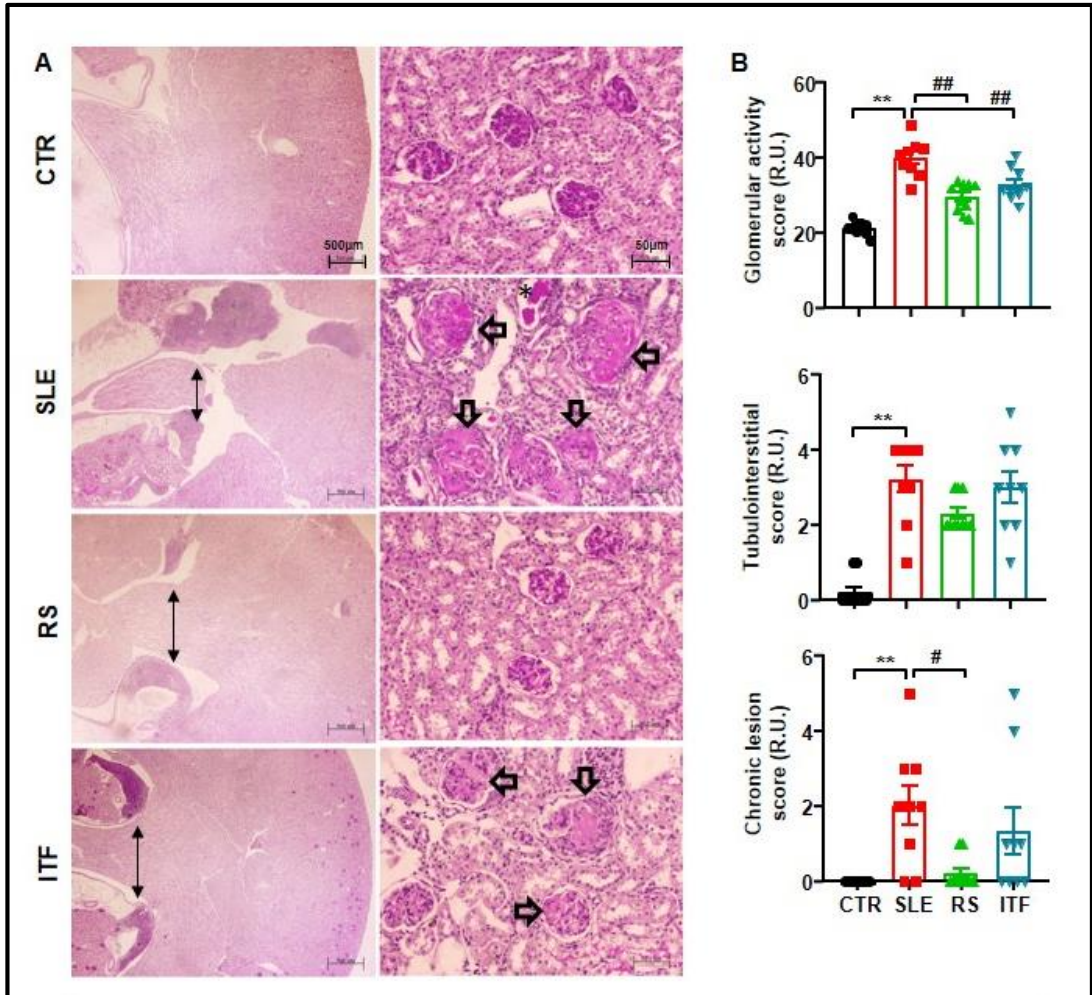 A
CTR
500µm
50µm
SLE
*
RS
ITF
B
Glomerular activity
score (R.U.)
60
40
20
0
**
##
##
Tubulointerstitial
score (R.U.)
6
4
2
0
**
Chronic lesion
score (R.U.)
6
4
2
0
**
#
CTR SLE RS ITF